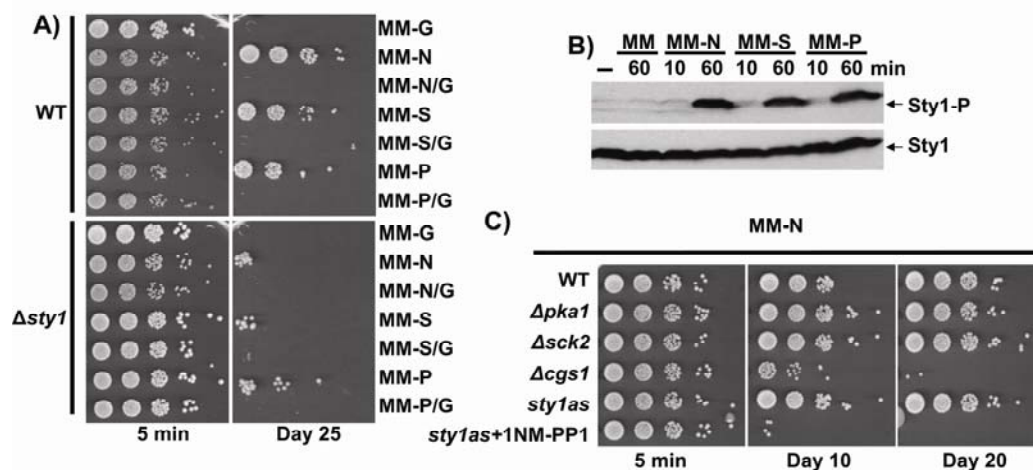 A)
WT
MM-G
MM-N
MM-N/G
MM-S
MM-S/G
MM-P
MM-P/G
Δsty1
MM-G
MM-N
MM-N/G
MM-S
MM-S/G
MM-P
MM-P/G
5 min Day 25
B)
MM MM-N MM-S MM-P
– 60 10 60 10 60 10 60 min
Sty1-P
Sty1
C)
MM-N
WT
Δpka1
Δsck2
Δcgs1
sty1as
sty1as+1NM-PP1
5 min Day 10 Day 20